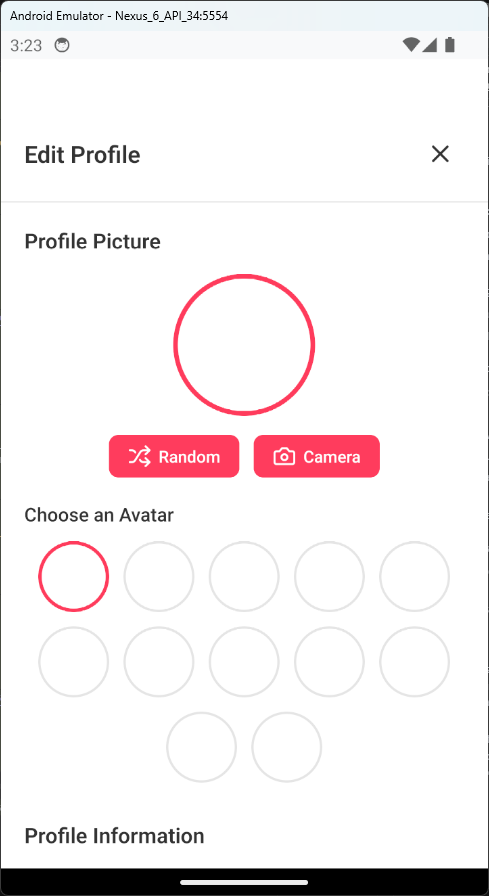 Android Emulator - Nexus_6_API_34:5554
3:23
Edit Profile
Profile Picture
Random
Camera
Choose an Avatar
Profile Information